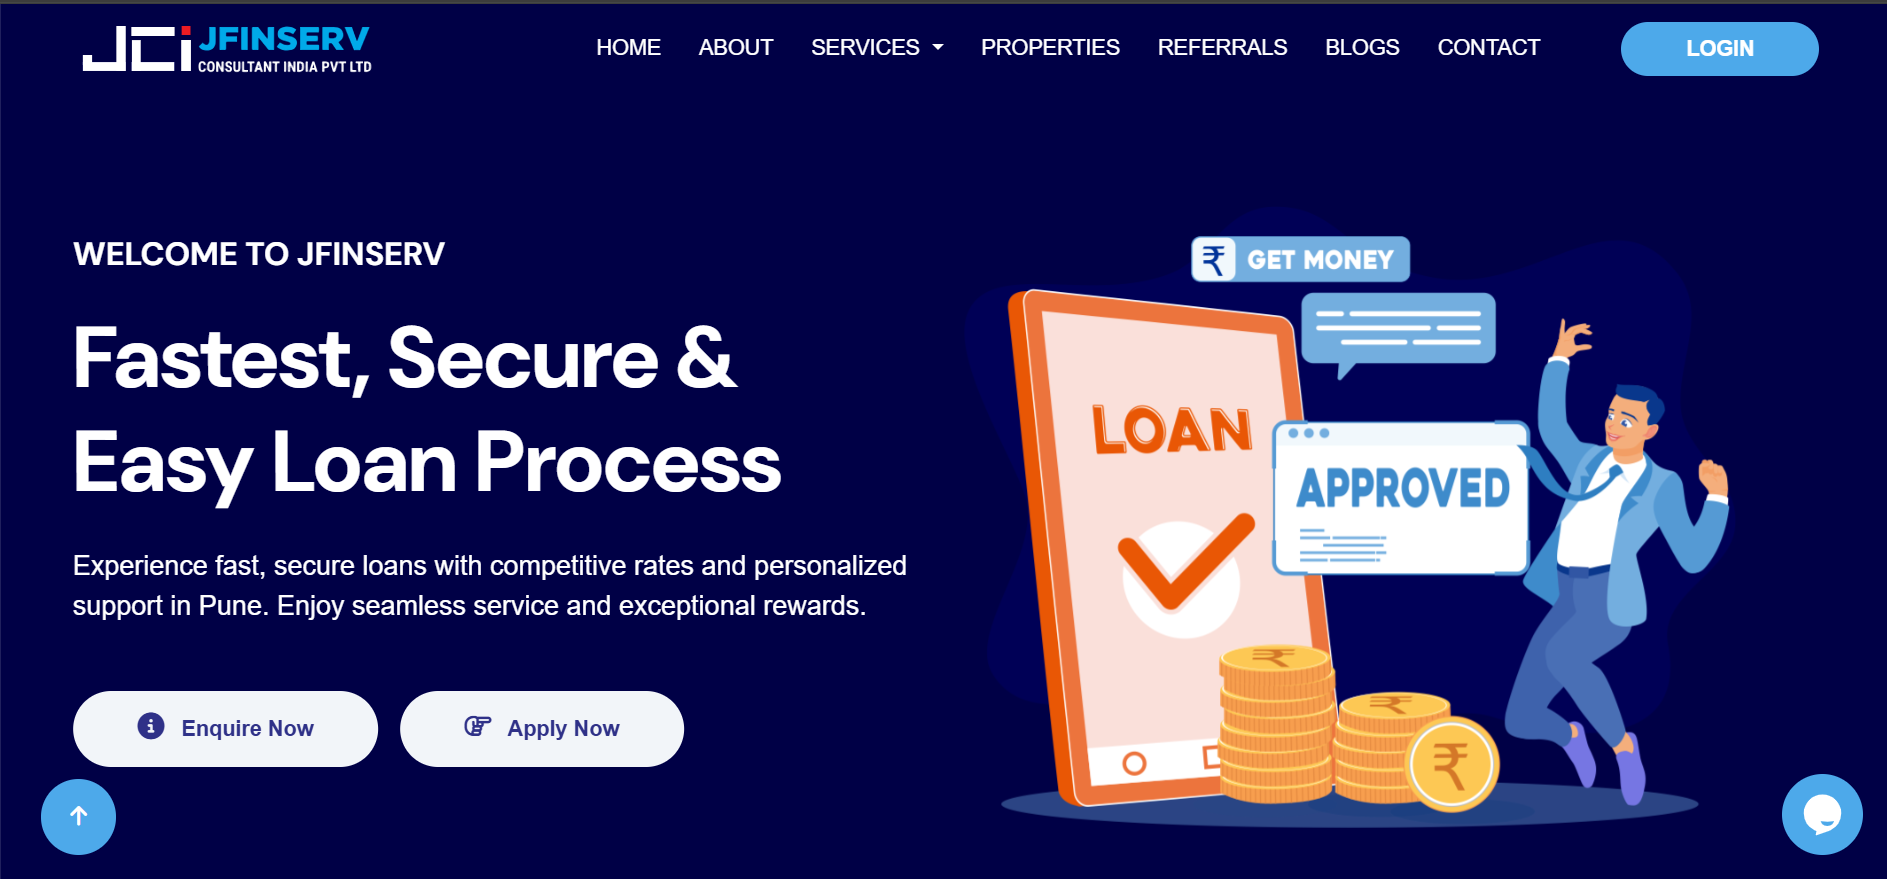 JCi JFINSERV
CONSULTANT INDIA PVT LTD
HOME ABOUT SERVICES PROPERTIES REFERRALS BLOGS CONTACT LOGIN
WELCOME TO JFINSERV
Fastest, Secure &
Easy Loan Process
Experience fast, secure loans with competitive rates and personalized
support in Pune. Enjoy seamless service and exceptional rewards.
Enquire Now Apply Now
₹ GET MONEY
LOAN
APPROVED
₹
₹
₹